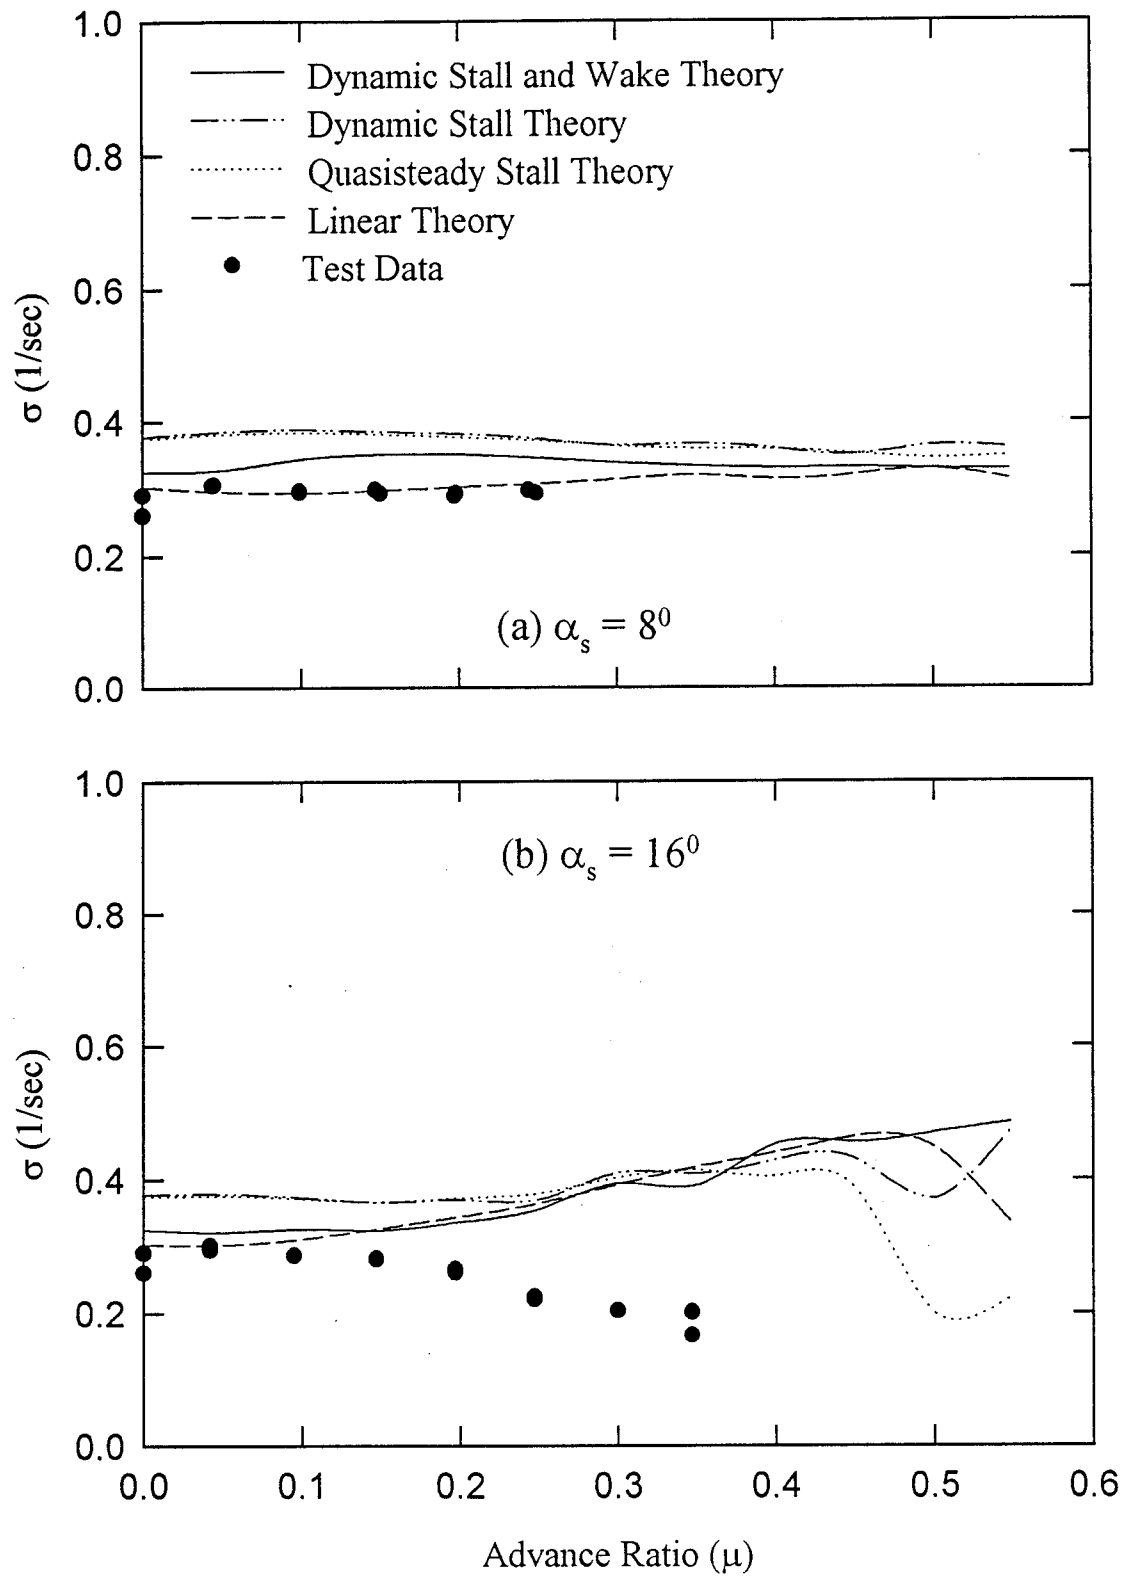 1.0
Dynamic Stall and Wake Theory
Dynamic Stall Theory
0.8
Quasisteady Stall Theory
Linear Theory
Test Data
0.6
σ (1/sec)
0.4
0.2
(a) αs = 8⁰
0.0
1.0
(b) αs = 16⁰
0.8
0.6
σ (1/sec)
0.4
0.2
0.0
0.0 0.1 0.2 0.3 0.4 0.5 0.6
Advance Ratio (μ)